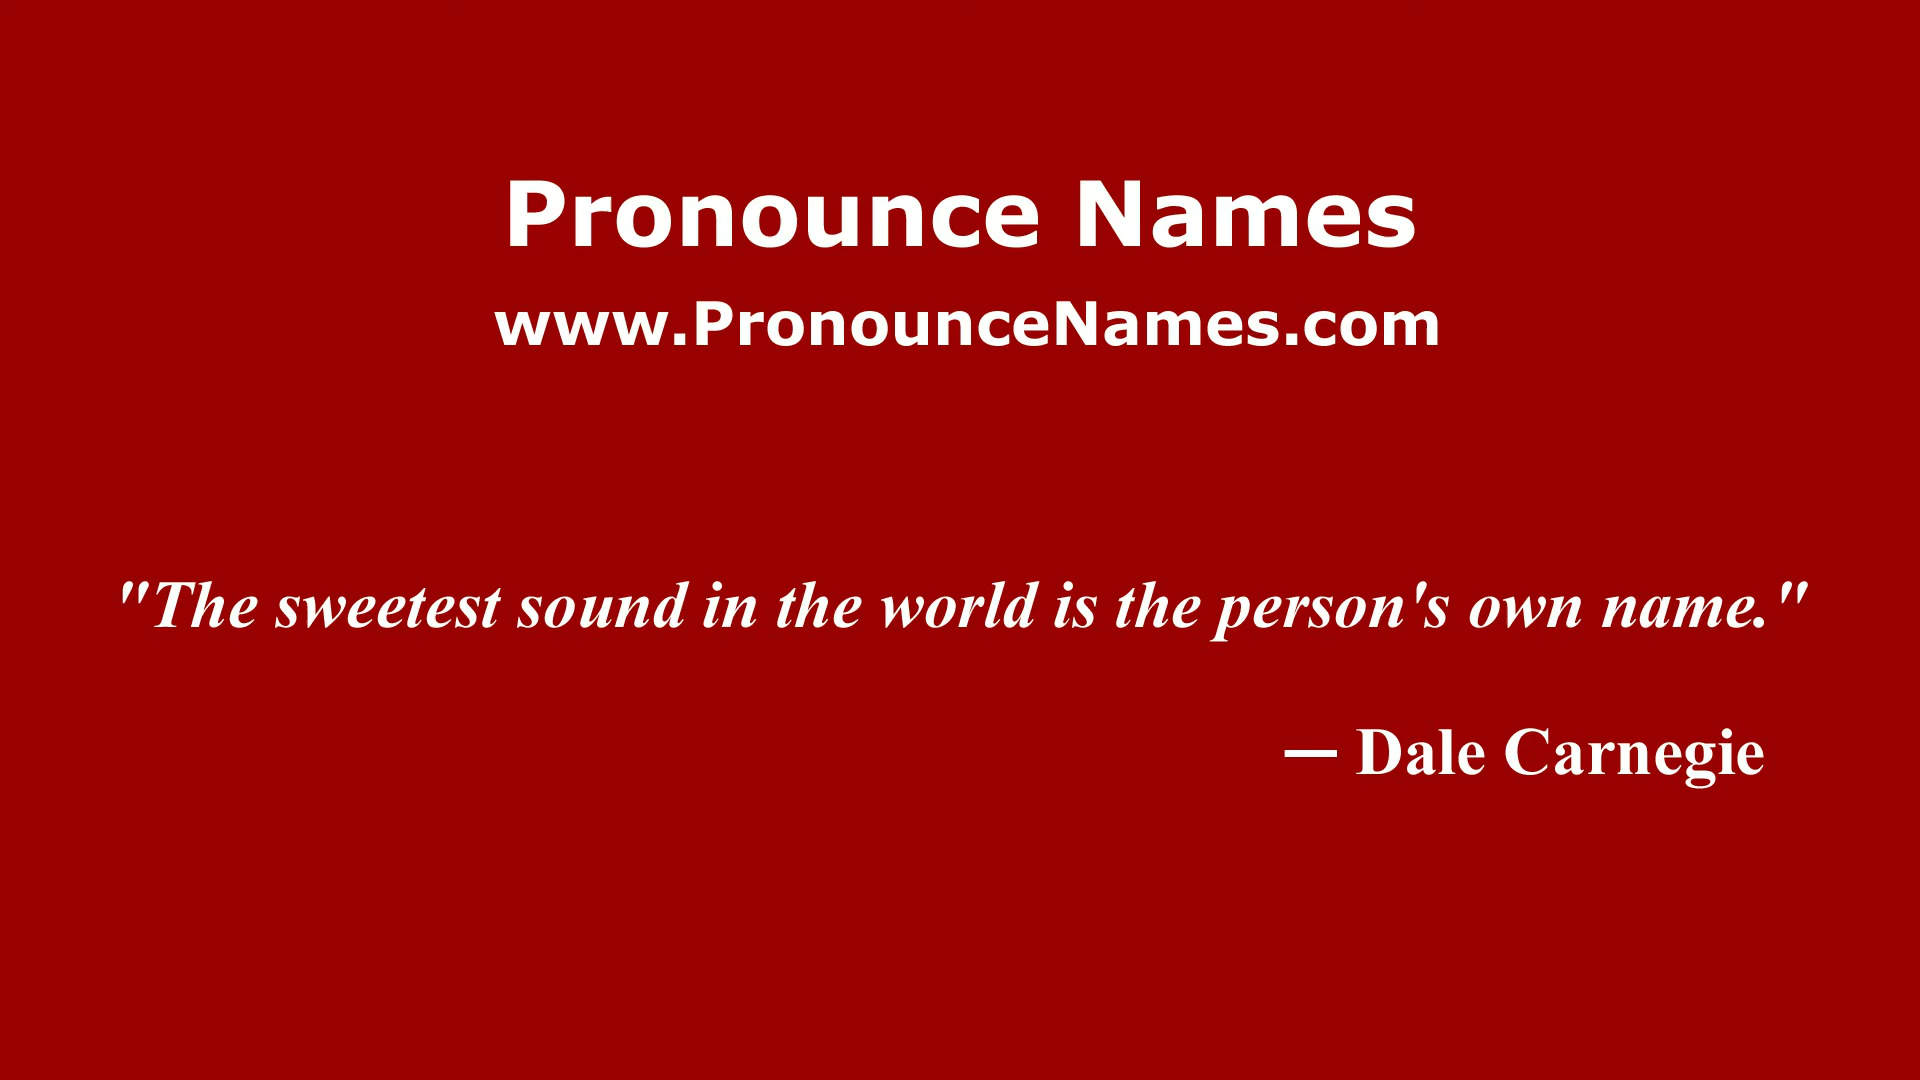 Pronounce Names
www.PronounceNames.com
"The sweetest sound in the world is the person's own name."
— Dale Carnegie